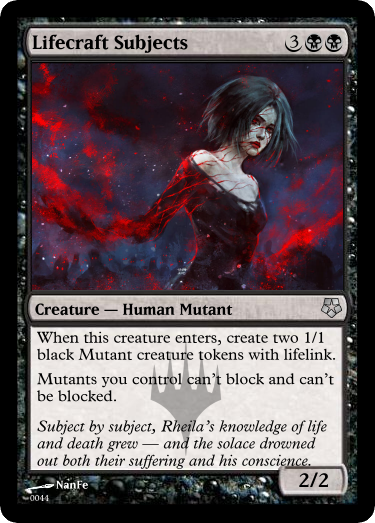 Lifecraft Subjects 3
Creature — Human Mutant
When this creature enters, create two 1/1
black Mutant creature tokens with lifelink.
Mutants you control can't block and can't
be blocked.
Subject by subject, Rheila's knowledge of life
and death grew — and the solace drowned
out both their suffering and his conscience.
2/2
NanFe
0044